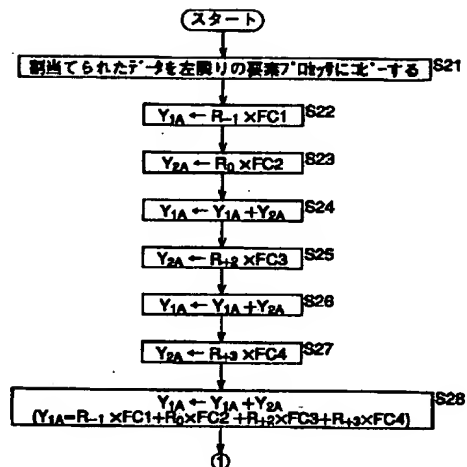 スタート
割当てられたデータを左隣りの要素プロセッサにコピーする
S21
Y1A ← R-1 ×FC1
S22
Y2A ← R0 ×FC2
S23
Y1A ← Y1A +Y2A
S24
Y2A ← R+2 ×FC3
S25
Y1A ← Y1A +Y2A
S26
Y2A ← R+3 ×FC4
S27
Y1A ← Y1A +Y2A
(Y1A=R-1 ×FC1+R0×FC2 +R+2×FC3+R+3×FC4)
S28
①